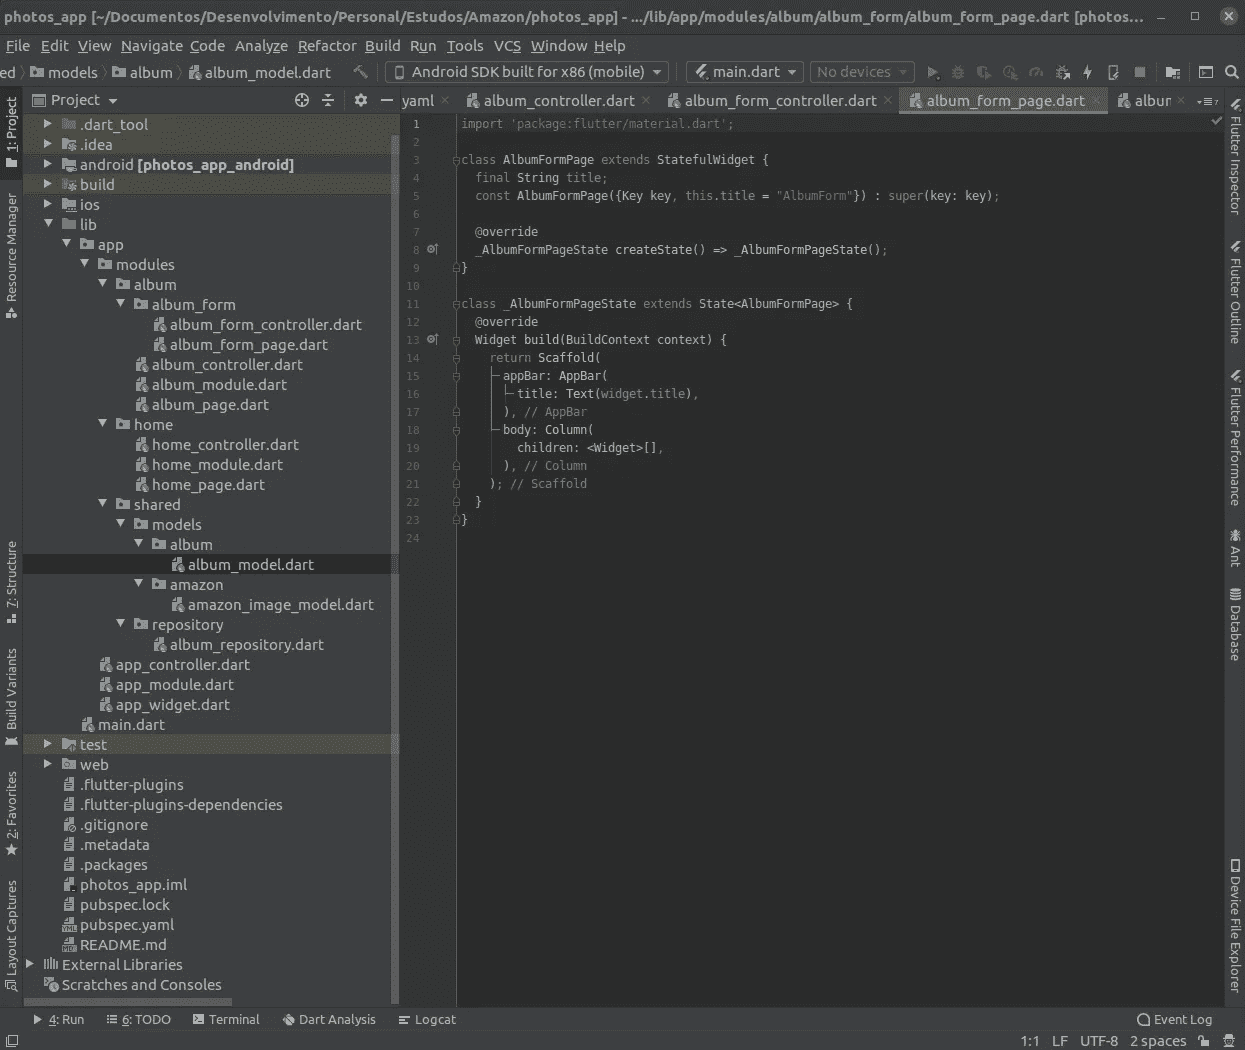 photos_app [~/Documentos/Desenvolvimento/Personal/Estudos/Amazon/photos_app] - .../lib/app/modules/album/album_form/album_form_page.dart [photos...
File Edit View Navigate Code Analyze Refactor Build Run Tools VCS Window Help
ed models album album_model.dart Android SDK built for x86 (mobile) main.dart No devices
1: Project
Resource Manager
7: Structure
Build Variants
2: Favorites
Layout Captures
Project
.dart_tool
.idea
android [photos_app_android]
build
ios
lib
app
modules
album
album_form
album_form_controller.dart
album_form_page.dart
album_controller.dart
album_module.dart
album_page.dart
home
home_controller.dart
home_module.dart
home_page.dart
shared
models
album
album_model.dart
amazon
amazon_image_model.dart
repository
album_repository.dart
app_controller.dart
app_module.dart
app_widget.dart
main.dart
test
web
.flutter-plugins
.flutter-plugins-dependencies
.gitignore
.metadata
.packages
photos_app.iml
pubspec.lock
pubspec.yaml
README.md
External Libraries
Scratches and Consoles
yaml album_controller.dart album_form_controller.dart album_form_page.dart albur 7
1 import 'package:flutter/material.dart';
2
3 class AlbumFormPage extends StatefulWidget {
4 final String title;
5 const AlbumFormPage({Key key, this.title = "AlbumForm"}) : super(key: key);
6
7 @override
8 _AlbumFormPageState createState() => _AlbumFormPageState();
9 }
10
11 class _AlbumFormPageState extends State<AlbumFormPage> {
12 @override
13 Widget build(BuildContext context) {
14 return Scaffold(
15 appBar: AppBar(
16 title: Text(widget.title),
17 ), // AppBar
18 body: Column(
19 children: <Widget>[],
20 ), // Column
21 ); // Scaffold
22 }
23 }
24
Flutter Inspector
Flutter Outline
Flutter Performance
Ant
Database
Device File Explorer
4: Run 6: TODO Terminal Dart Analysis Logcat Event Log
1:1 LF UTF-8 2 spaces